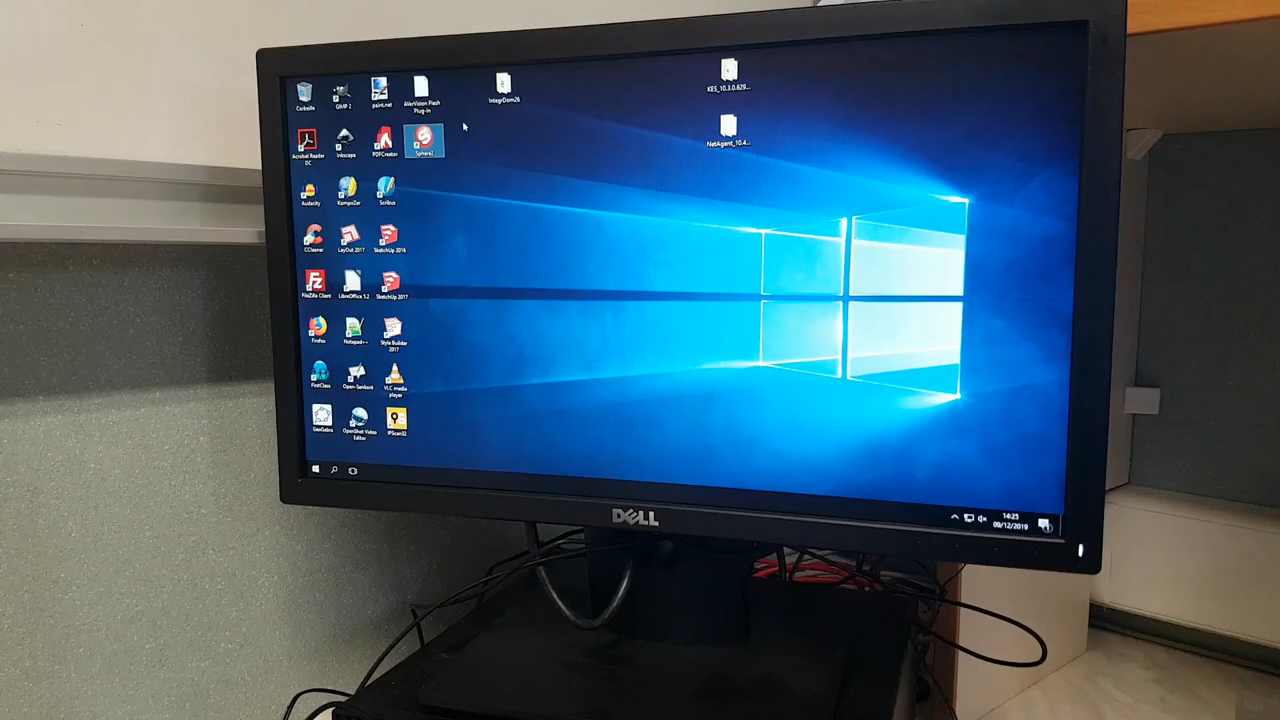 Corbeille
GIMP 2
paint.net
AVerVision Flash
Plug-in
IntegrDom26
KES_10.3.0.629...
Acrobat Reader
DC
Inkscape
PDFCreator
Sphere2
NetAgent_10.4...
Audacity
KompoZer
Scribus
CCleaner
LayOut 2017
SketchUp 2016
FileZilla Client
LibreOffice 5.2
SketchUp 2017
Firefox
Notepad++
Style Builder
2017
FirstClass
Open-Sankoré
VLC media
player
GeoGebra
OpenShot Video
Editor
IPScan32
14:25
09/12/2019
DELL